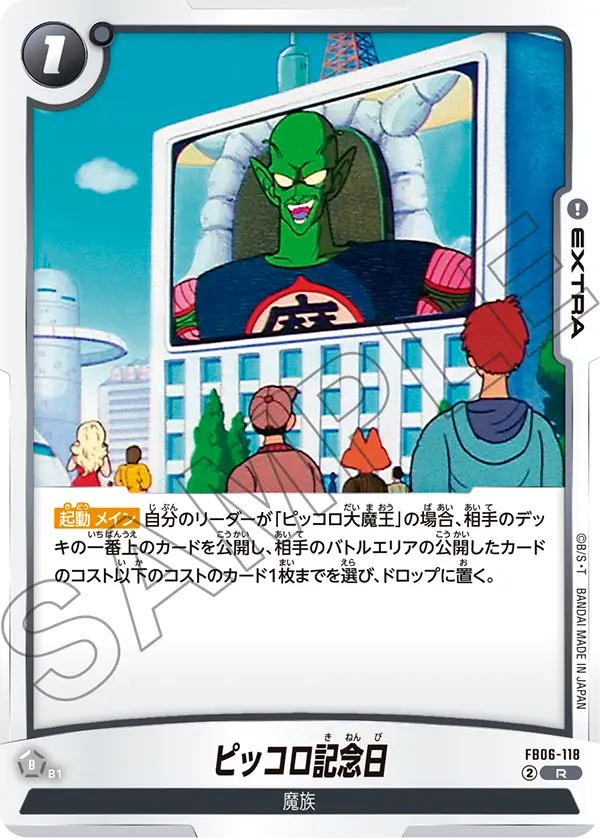 1
魔
EXTRA
起動 メイン 自分のリーダーが「ピッコロ大魔王」の場合、相手のデッ
キの一番上のカードを公開し、相手のバトルエリアの公開したカード
のコスト以下のコストのカード1枚までを選び、ドロップに置く。
SAMPLE
©B/S・T BANDAI MADE IN JAPAN
ピッコロ記念日
B B1
FB06-118
② R
魔族